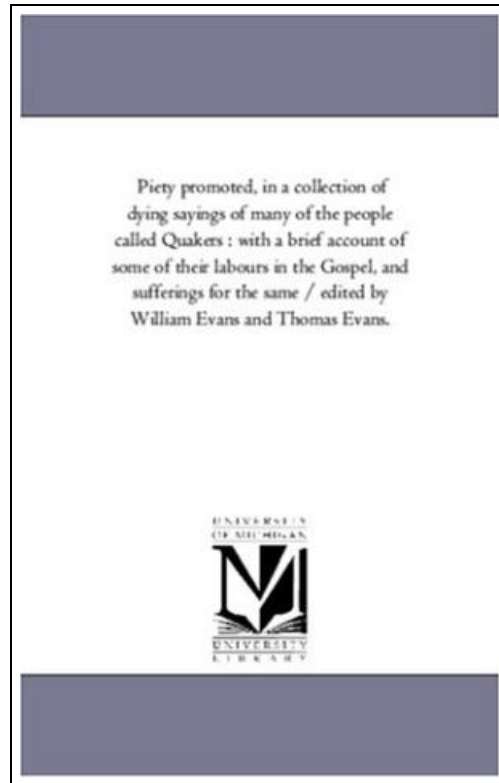 Piety promoted, in a collection of
dying sayings of many of the people
called Quakers : with a brief account of
some of their labours in the Gospel, and
sufferings for the same / edited by
William Evans and Thomas Evans.
UNIVERSITY
OF MICHIGAN
UNIVERSITY
LIBRARY